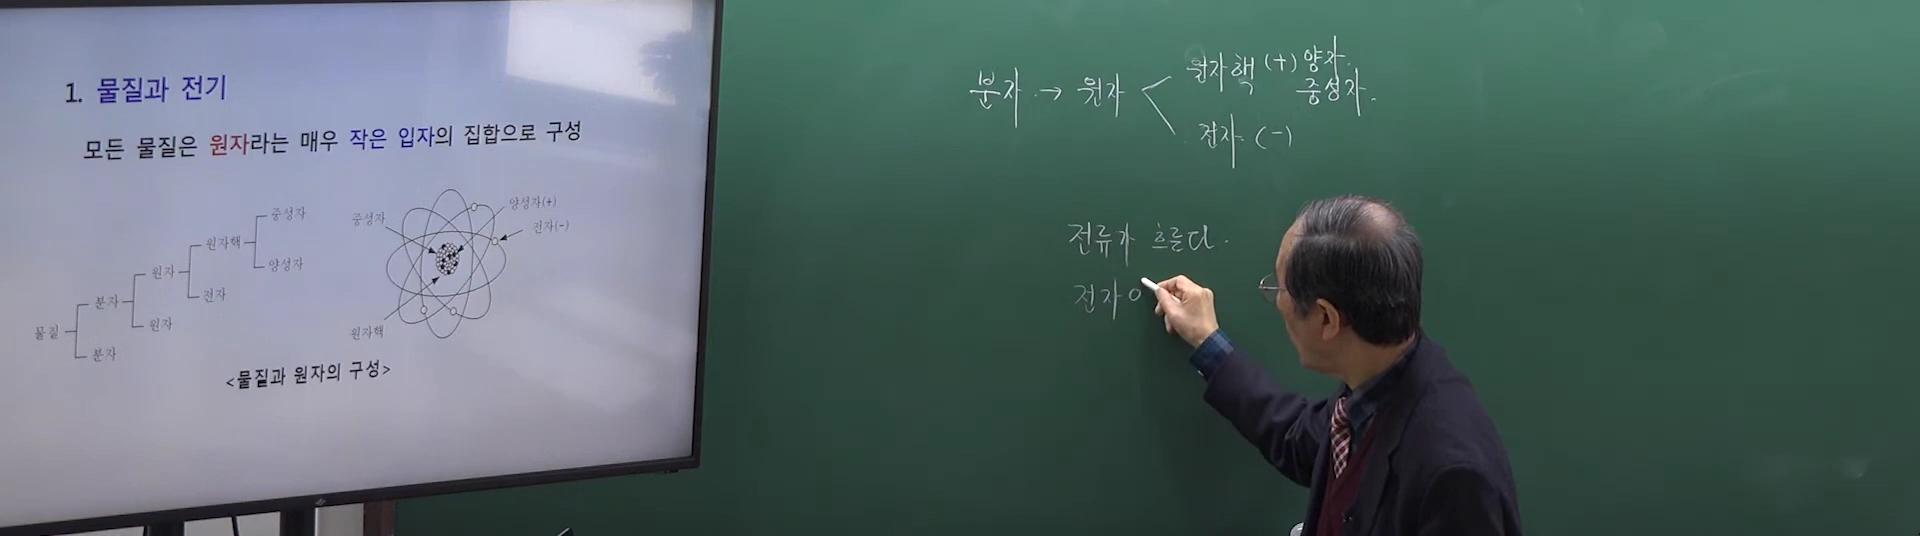 1. 물질과 전기
모든 물질은 원자라는 매우 작은 입자의 집합으로 구성
중성자
원자핵
양성자
원자
분자
전자
물질
원자
분자
중성자
양성자(+)
전자(-)
원자핵
<물질과 원자의 구성>
분자 → 원자
원자핵 (+) 양자.
중성자.
전자 (-)
전류가 흐른다.
전자